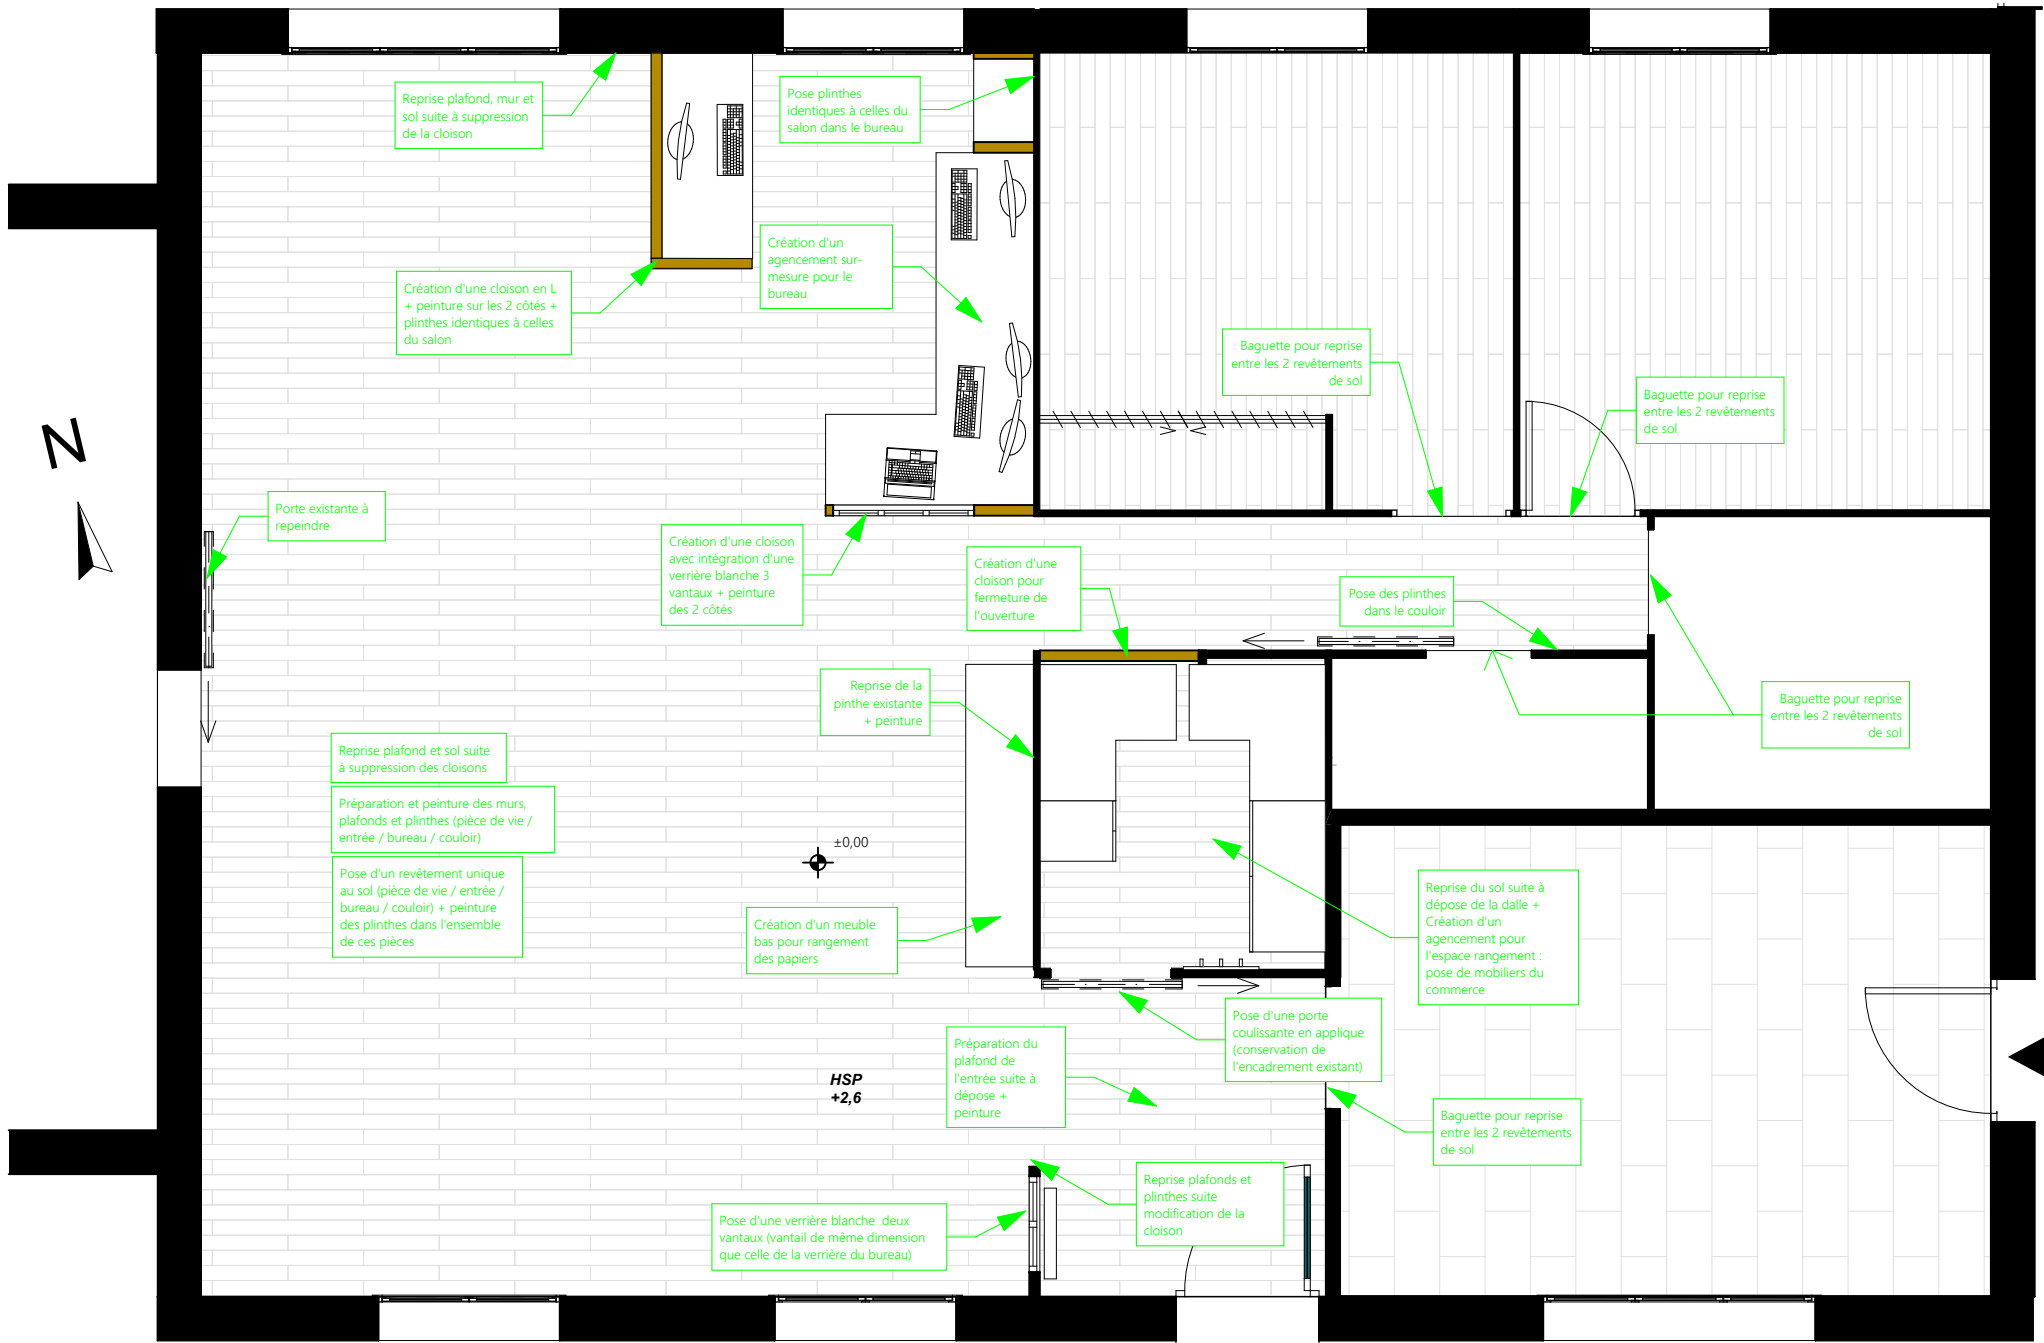 Reprise plafond, mur et
sol suite à suppression
de la cloison
Pose plinthes
identiques à celles du
salon dans le bureau
Création d'un
agencement sur-
mesure pour le
bureau
Création d'une cloison en L
+ peinture sur les 2 côtés +
plinthes identiques à celles
du salon
Baguette pour reprise
entre les 2 revêtements
de sol
Baguette pour reprise
entre les 2 revêtements
de sol
N
Porte existante à
repeindre
Création d'une cloison
avec intégration d'une
verrière blanche 3
vantaux + peinture
des 2 côtés
Création d'une
cloison pour
fermeture de
l'ouverture
Pose des plinthes
dans le couloir
Reprise de la
pinthe existante
+ peinture
Baguette pour reprise
entre les 2 revêtements
de sol
Reprise plafond et sol suite
à suppression des cloisons
Préparation et peinture des murs,
plafonds et plinthes (pièce de vie /
entrée / bureau / couloir)
Pose d'un revêtement unique
au sol (pièce de vie / entrée /
bureau / couloir) + peinture
des plinthes dans l'ensemble
de ces pièces
±0,00
Création d'un meuble
bas pour rangement
des papiers
Reprise du sol suite à
dépose de la dalle +
Création d'un
agencement pour
l'espace rangement :
pose de mobiliers du
commerce
Pose d'une porte
coulissante en applique
(conservation de
l'encadrement existant)
Préparation du
plafond de
l'entrée suite à
dépose +
peinture
HSP
+2,6
Baguette pour reprise
entre les 2 revêtements
de sol
Reprise plafonds et
plinthes suite
modification de la
cloison
Pose d'une verrière blanche deux
vantaux (vantail de même dimension
que celle de la verrière du bureau)